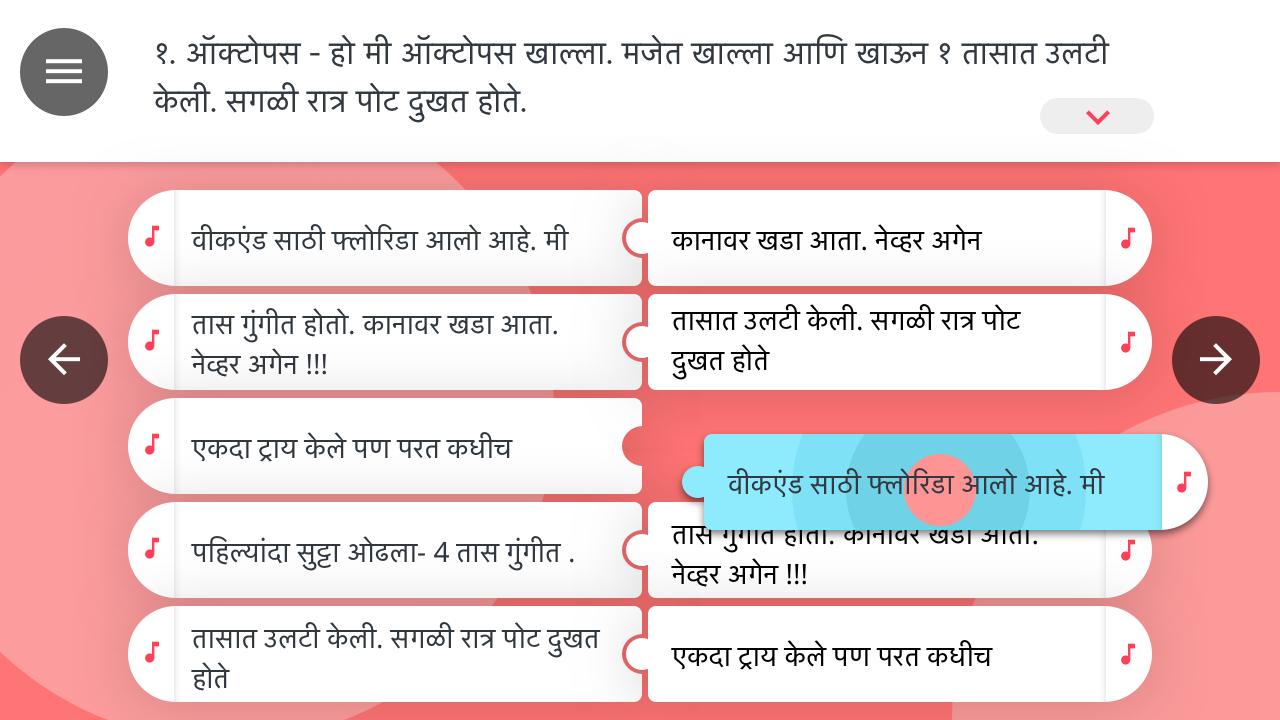 १. ऑक्टोपस - हो मी ऑक्टोपस खाल्ला. मजेत खाल्ला आणि खाऊन १ तासात उलटी
केली. सगळी रात्र पोट दुखत होते.
वीकएंड साठी फ्लोरिडा आलो आहे. मी
कानावर खडा आता. नेव्हर अगेन
तास गुंगीत होतो. कानावर खडा आता.
नेव्हर अगेन !!!
तासात उलटी केली. सगळी रात्र पोट
दुखत होते
एकदा ट्राय केले पण परत कधीच
वीकएंड साठी फ्लोरिडा आलो आहे. मी
पहिल्यांदा सुट्टा ओढला- 4 तास गुंगीत .
तास गुंगीत होतो. कानावर खडा आता.
नेव्हर अगेन !!!
तासात उलटी केली. सगळी रात्र पोट दुखत
होते
एकदा ट्राय केले पण परत कधीच